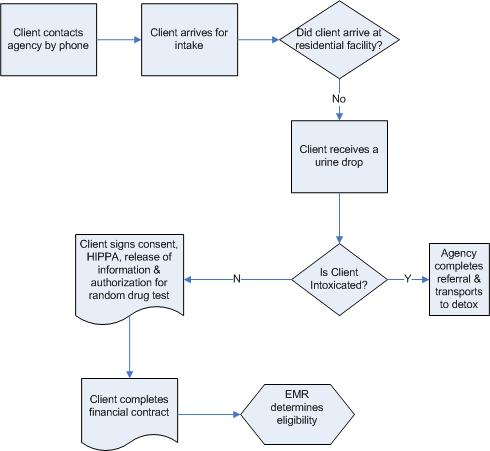 Client contacts
agency by phone
Client arrives for
intake
Did client arrive at
residential facility?
No
Client receives a
urine drop
Is Client
Intoxicated?
N
Y
Agency
completes
referral &
transports
to detox
Client signs consent,
HIPPA, release of
information &
authorization for
random drug test
Client completes
financial contract
EMR
determines
eligibility